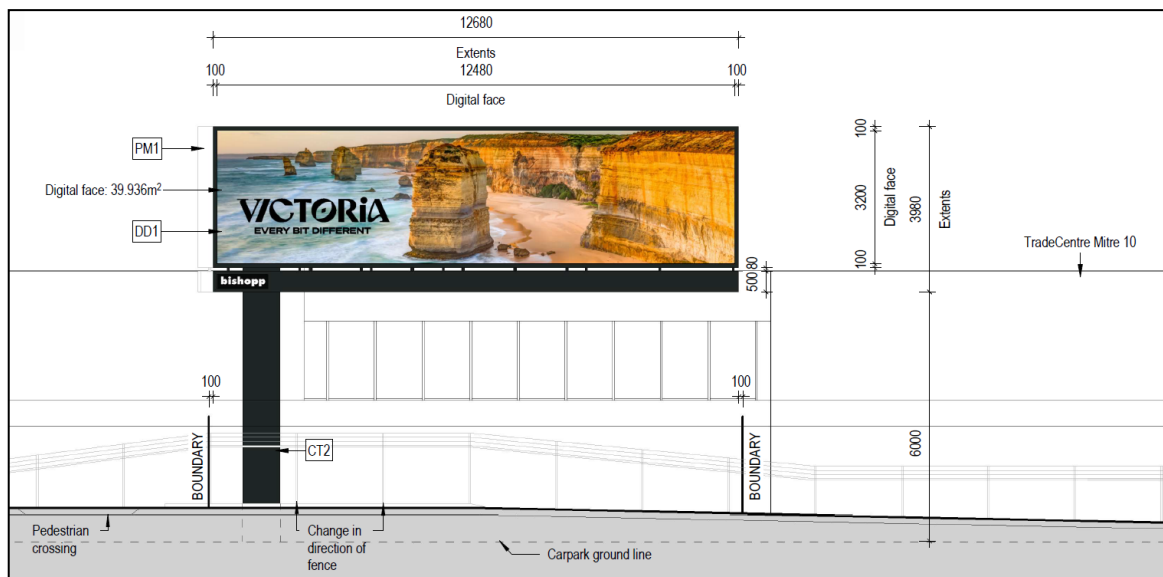 12680
Extents
100
12480
100
Digital face
PM1
Digital face: 39.936m²
DD1
VICTORIA
EVERY BIT DIFFERENT
bishopp
100
3200
100
Digital face
3980
Extents
80
500
TradeCentre Mitre 10
100
100
BOUNDARY
CT2
BOUNDARY
6000
Pedestrian
crossing
Change in
direction of
fence
Carpark ground line